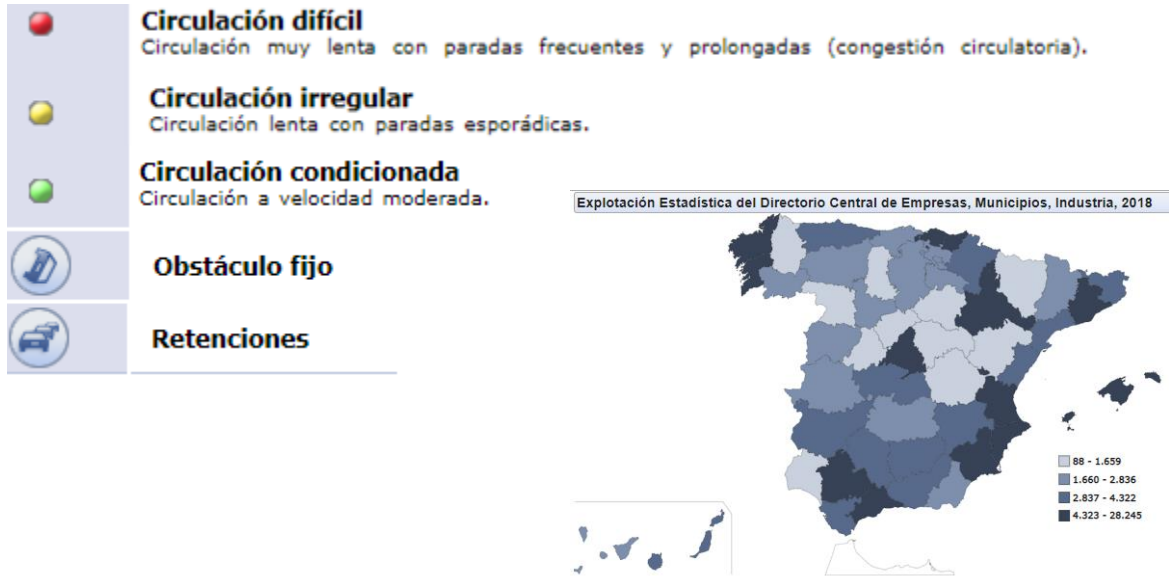 Circulación difícil
Circulación muy lenta con paradas frecuentes y prolongadas (congestión circulatoria).
Circulación irregular
Circulación lenta con paradas esporádicas.
Circulación condicionada
Circulación a velocidad moderada.
Obstáculo fijo
Retenciones
Explotación Estadística del Directorio Central de Empresas, Municipios, Industria, 2018
88 - 1.659
1.660 - 2.836
2.837 - 4.322
4.323 - 28.245